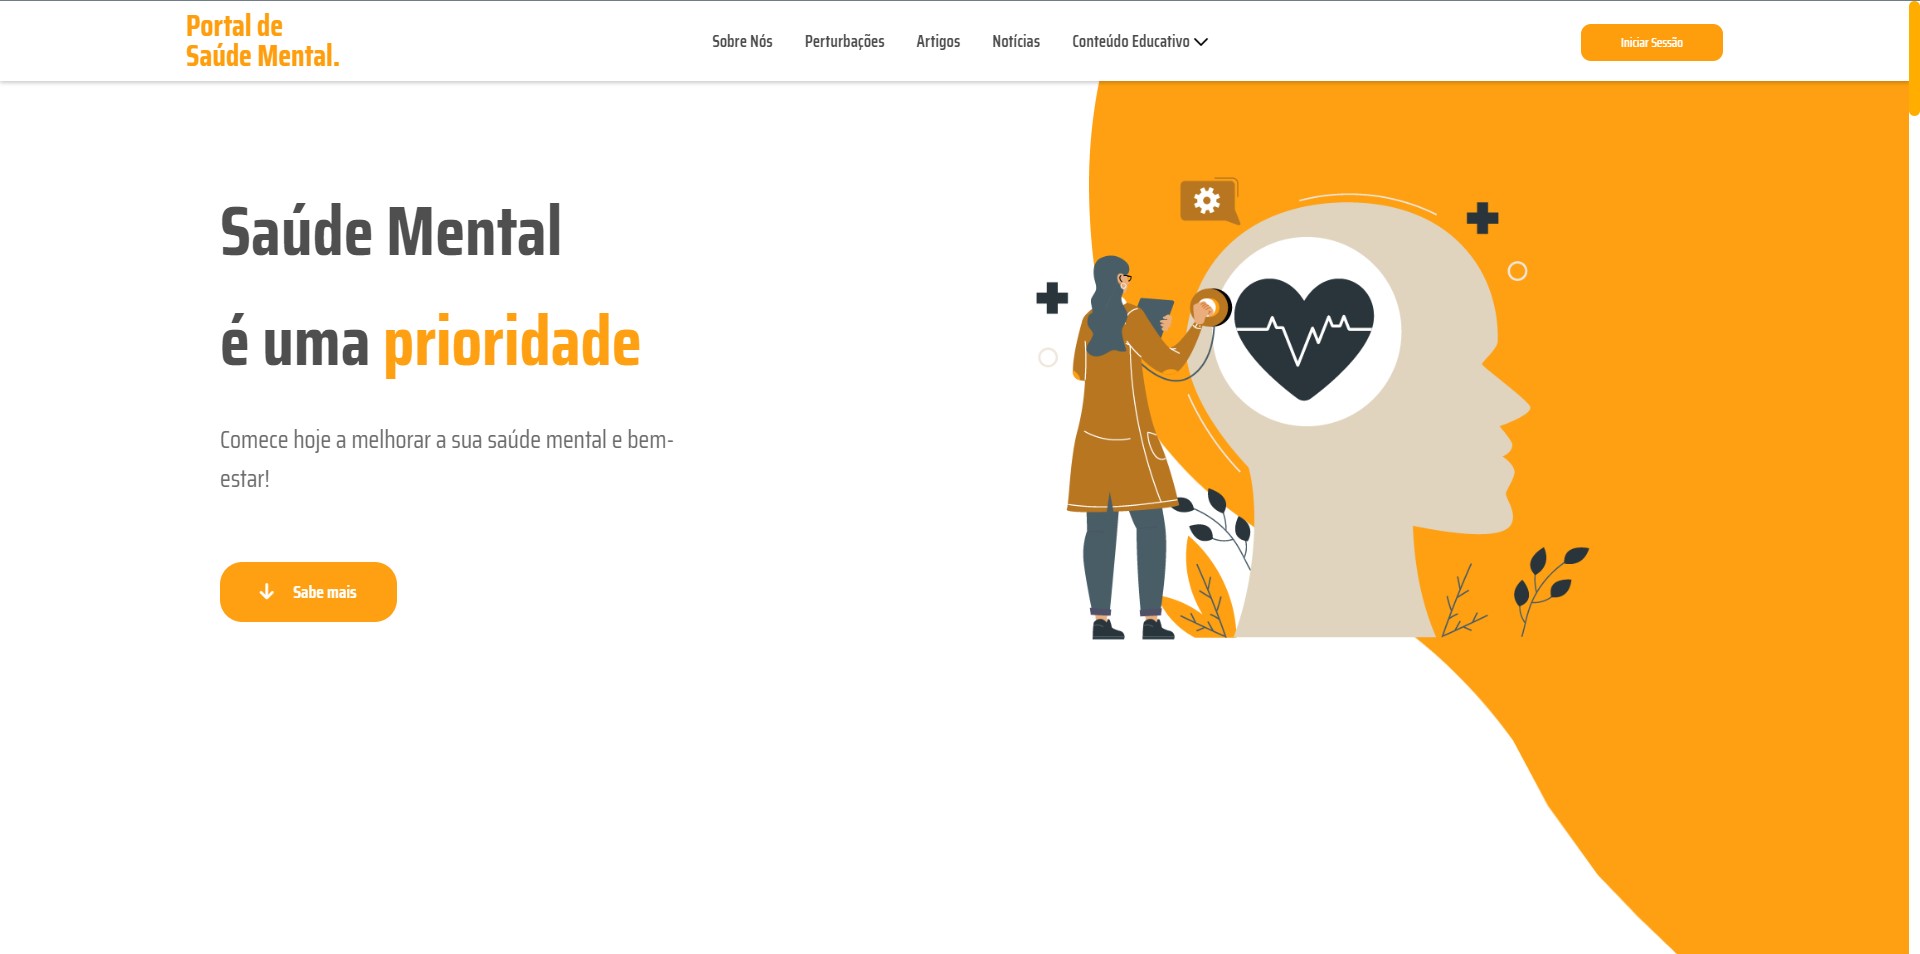 Portal de
Saúde Mental.
Sobre Nós Perturbações Artigos Notícias Conteúdo Educativo
Iniciar Sessão
Saúde Mental
é uma prioridade
Comece hoje a melhorar a sua saúde mental e bem-
estar!
Sabe mais